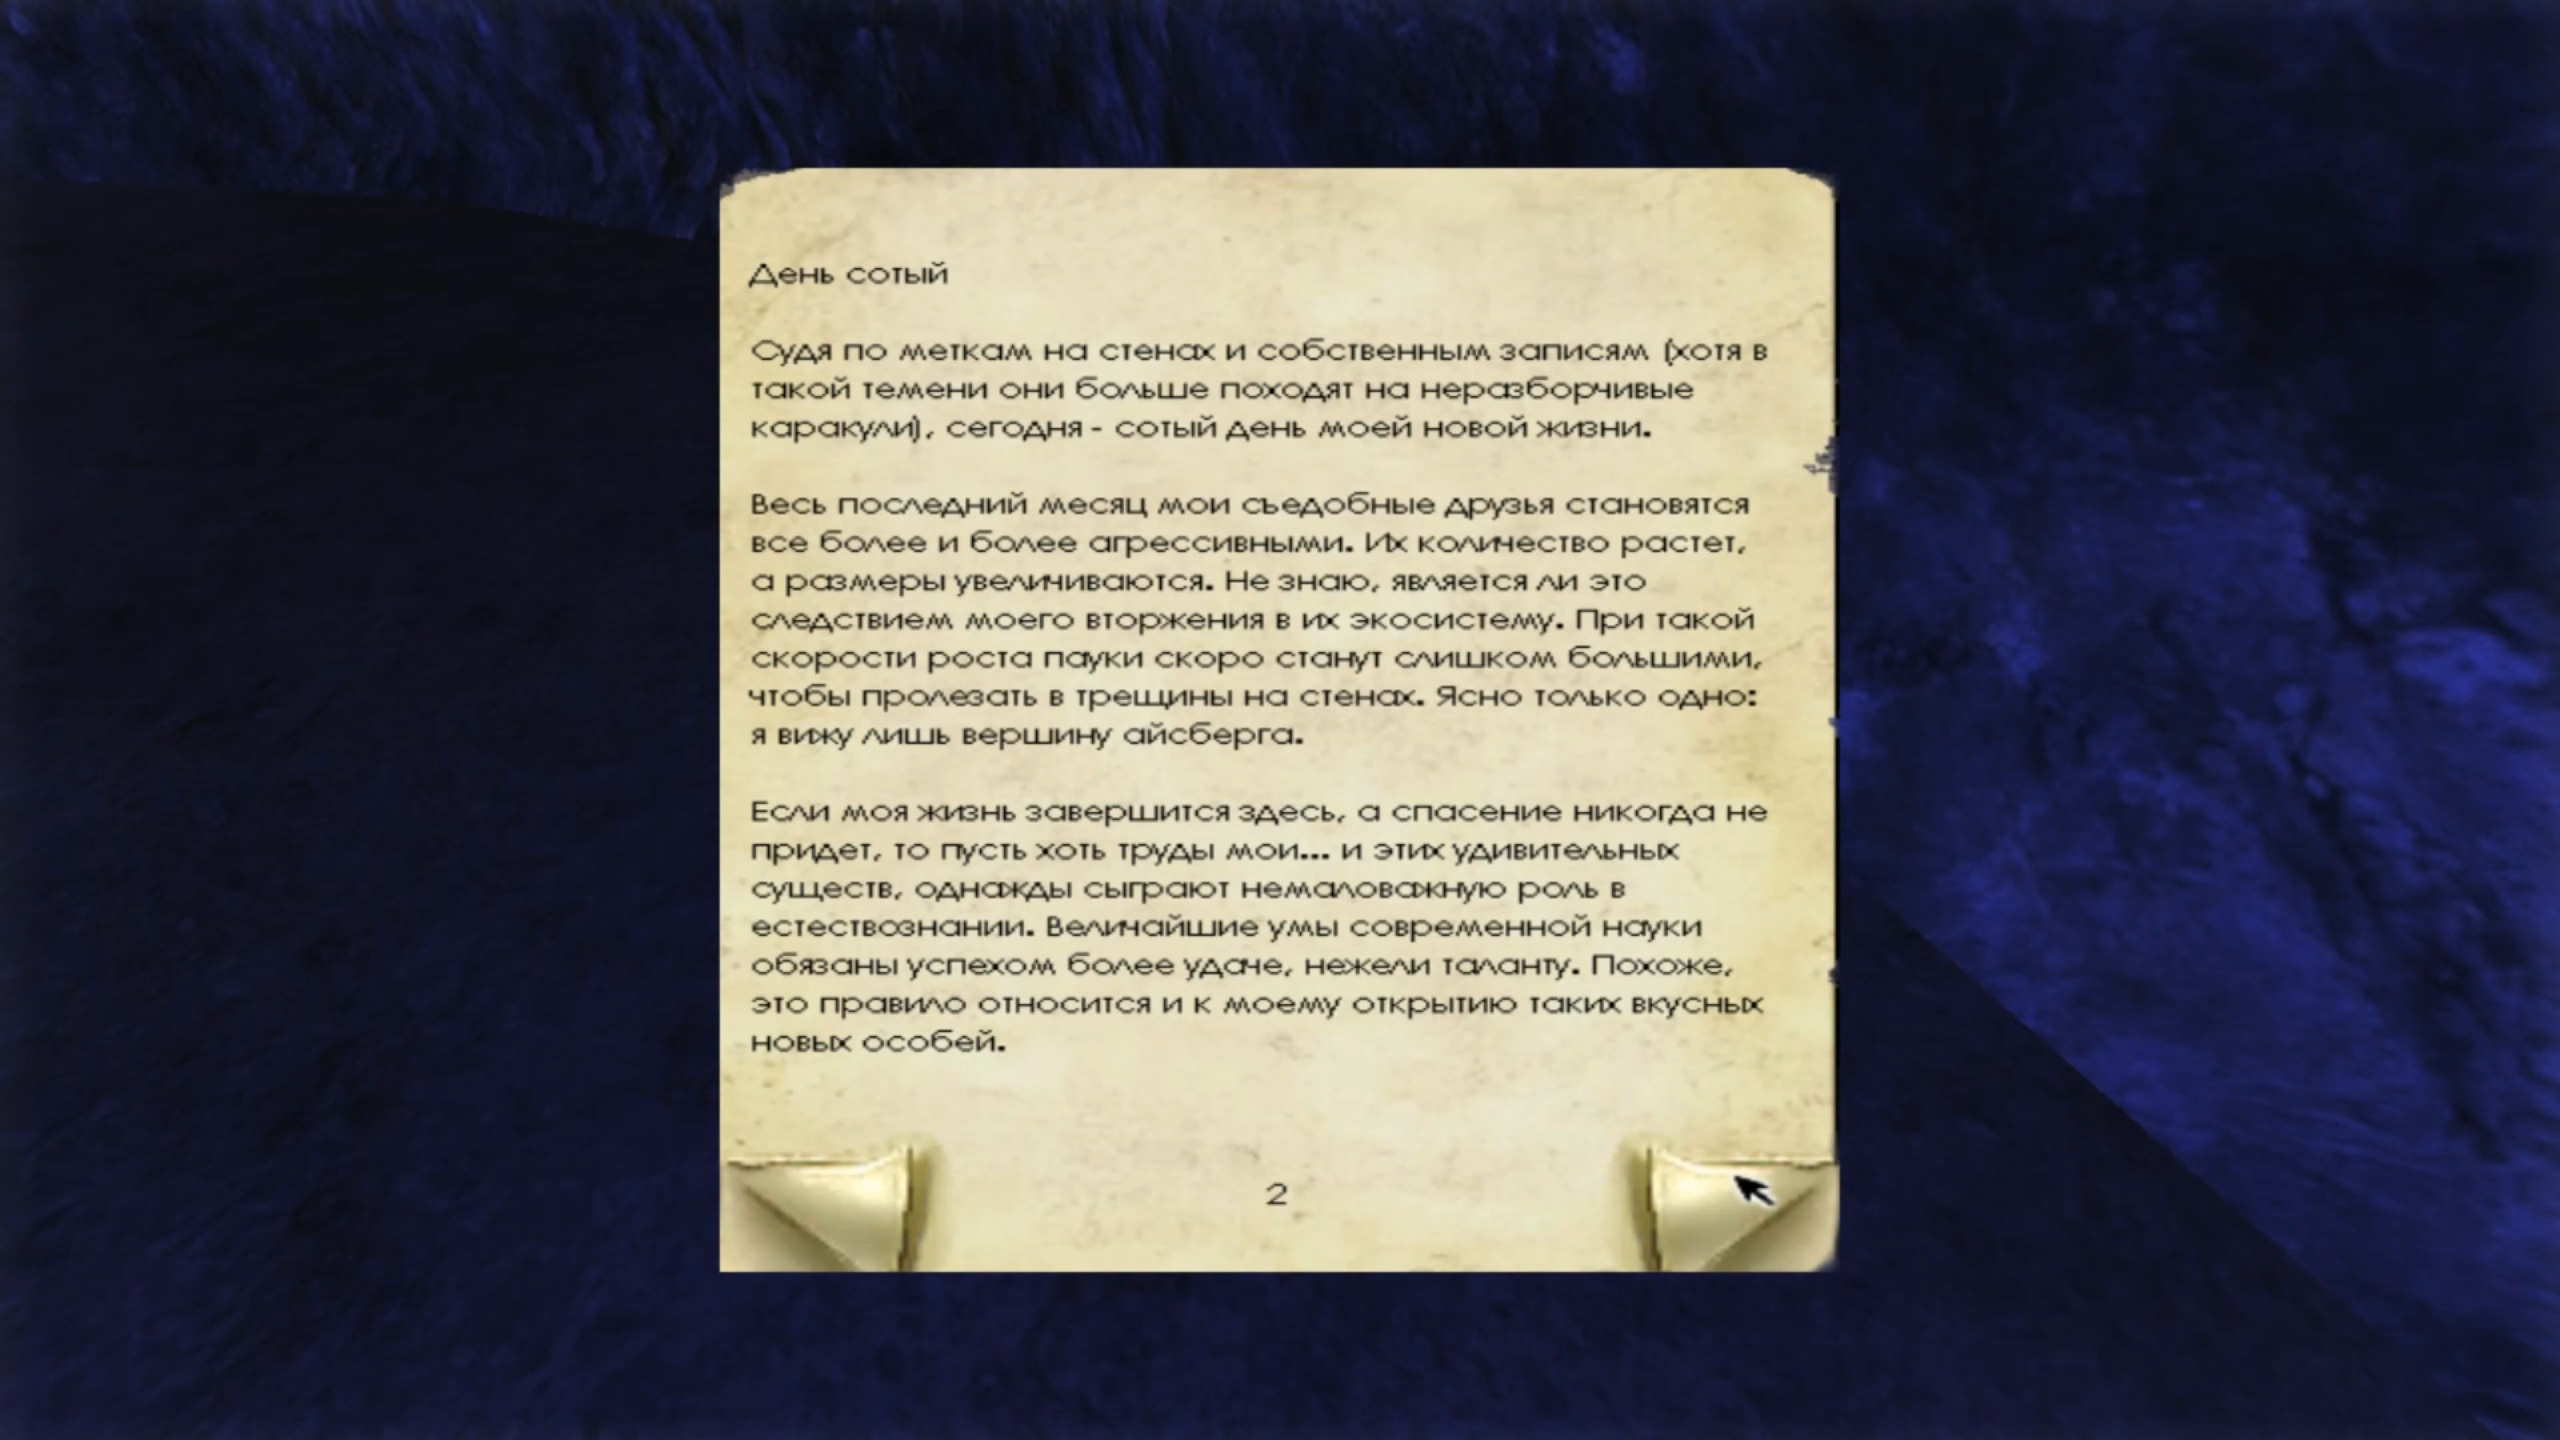 День сотый
Судя по меткам на стенах и собственным записям (хотя в
такой темени они больше походят на неразборчивые
каракули), сегодня - сотый день моей новой жизни.
Весь последний месяц мои съедобные друзья становятся
все более и более агрессивными. Их количество растет,
а размеры увеличиваются. Не знаю, является ли это
следствием моего вторжения в их экосистему. При такой
скорости роста пауки скоро станут слишком большими,
чтобы пролезать в трещины на стенах. Ясно только одно:
я вижу лишь вершину айсберга.
Если моя жизнь завершится здесь, а спасение никогда не
придет, то пусть хоть труды мои... и этих удивительных
существ, однажды сыграют немаловажную роль в
естествознании. Величайшие умы современной науки
обязаны успехом более удаче, нежели таланту. Похоже,
это правило относится и к моему открытию таких вкусных
новых особей.
2